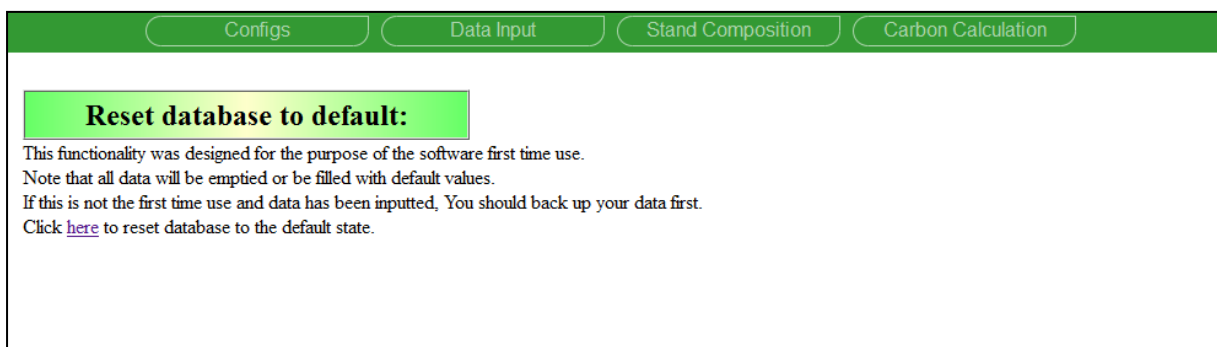 Configs Data Input Stand Composition Carbon Calculation
Reset database to default:
This functionality was designed for the purpose of the software first time use.
Note that all data will be emptied or be filled with default values.
If this is not the first time use and data has been inputted, You should back up your data first.
Click here to reset database to the default state.